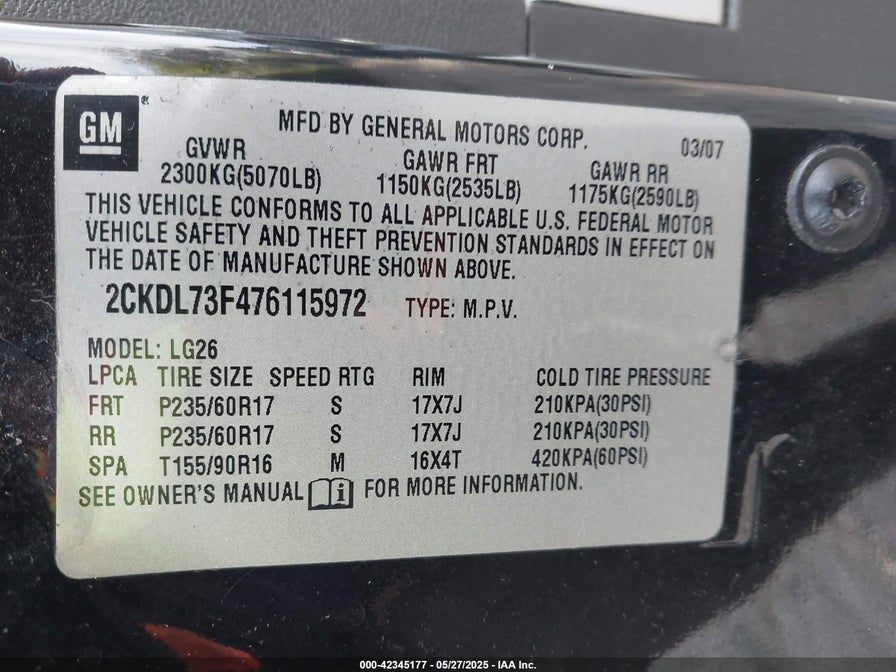 GM
MFD BY GENERAL MOTORS CORP.
03/07
GVWR GAWR FRT GAWR RR
2300KG(5070LB) 1150KG(2535LB) 1175KG(2590LB)
THIS VEHICLE CONFORMS TO ALL APPLICABLE U.S. FEDERAL MOTOR
VEHICLE SAFETY AND THEFT PREVENTION STANDARDS IN EFFECT ON
THE DATE OF MANUFACTURE SHOWN ABOVE.
2CKDL73F476115972 TYPE: M.P.V.
MODEL: LG26
LPCA TIRE SIZE SPEED RTG RIM COLD TIRE PRESSURE
FRT P235/60R17 S 17X7J 210KPA(30PSI)
RR P235/60R17 S 17X7J 210KPA(30PSI)
SPA T155/90R16 M 16X4T 420KPA(60PSI)
SEE OWNER'S MANUAL i FOR MORE INFORMATION.
000-42345177 — 05/27/2025 — IAA Inc.